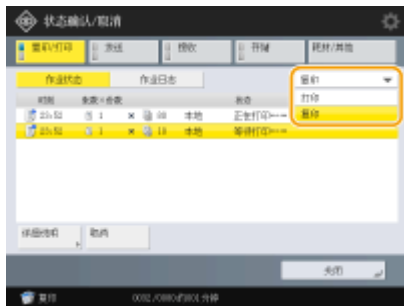 状态确认/取消
复印/打印 发送 接收 存储 耗材/其他
作业状态 作业日志 复印
打印
复印
时间 张数×份数 状态
23:52 1 × 本地 正在打印
23:52 1 × 10 本地 等待打印
详细说明 取消
关闭
复印